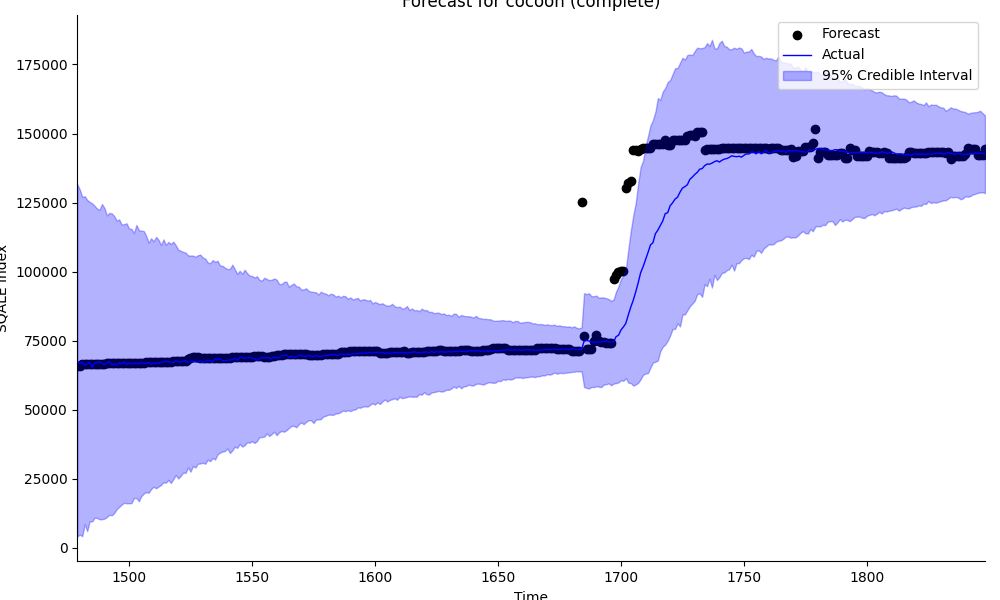 Forecast for cocoon (complete)
Forecast
Actual
95% Credible Interval
175000
150000
125000
100000
75000
50000
25000
0
SQALE Index
1500
1550
1600
1650
1700
1750
1800
Time